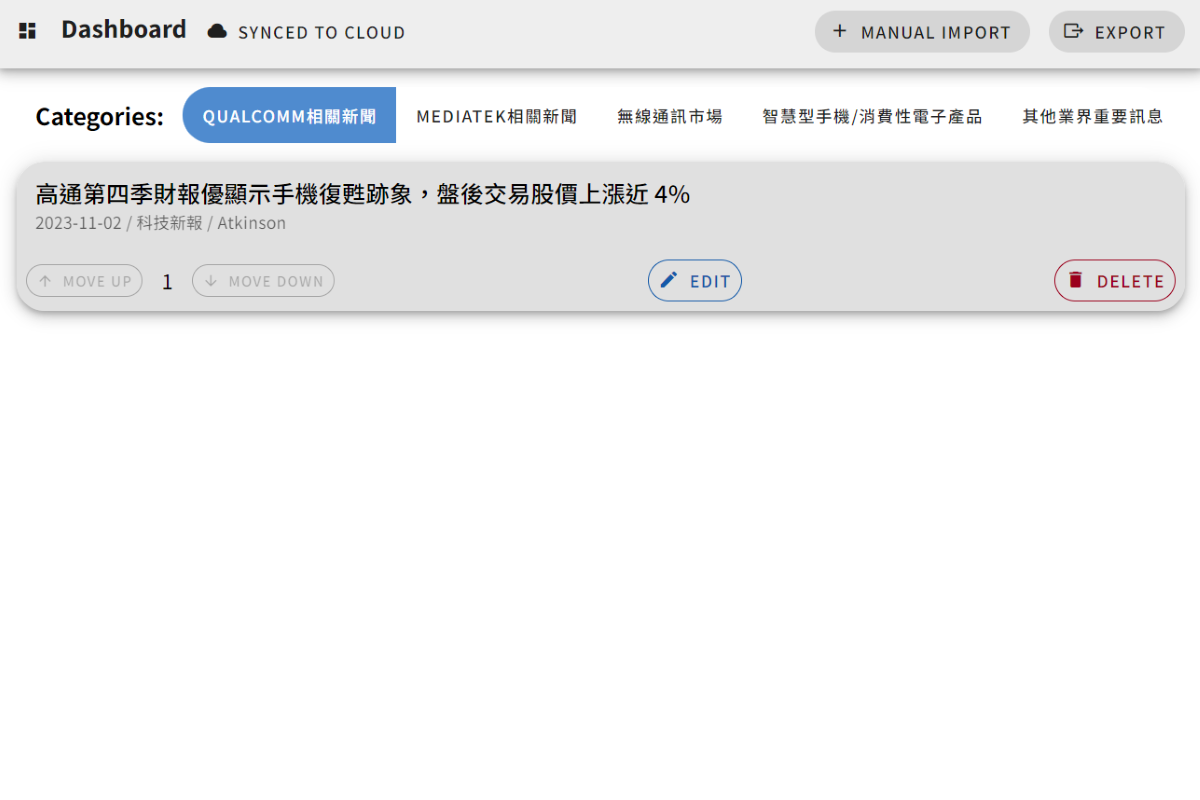 Dashboard SYNCED TO CLOUD MANUAL IMPORT EXPORT
Categories: QUALCOMM相關新聞 MEDIATEK相關新聞 無線通訊市場 智慧型手機/消費性電子產品 其他業界重要訊息
高通第四季財報優顯示手機復甦跡象，盤後交易股價上漲近 4%
2023-11-02 / 科技新報 / Atkinson
MOVE UP 1 MOVE DOWN EDIT DELETE